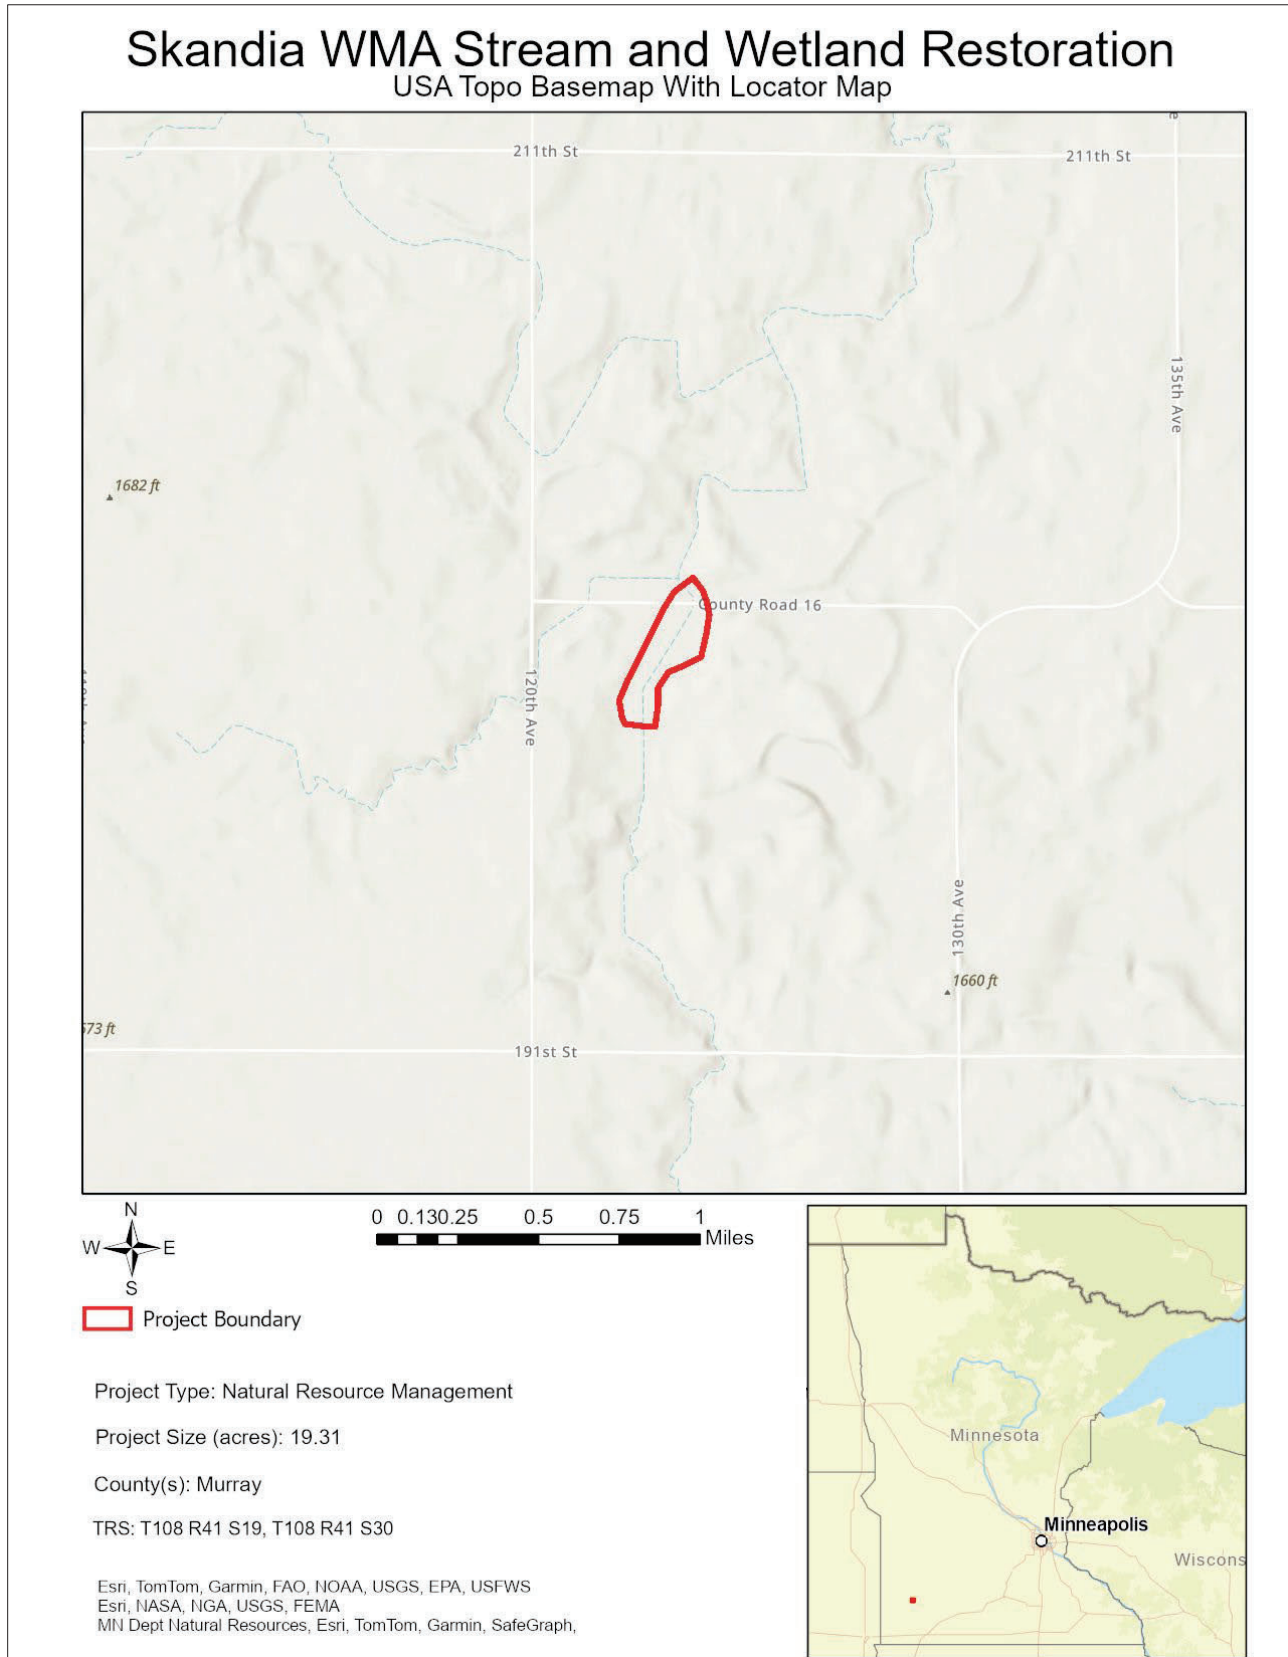 Skandia WMA Stream and Wetland Restoration
USA Topo Basemap With Locator Map
211th St
211th St
135th Ave
1682 ft
County Road 16
120th Ave
130th Ave
1660 ft
573 ft
191st St
N
W E
S
0 0.130.25 0.5 0.75 1
Miles
Project Boundary
Project Type: Natural Resource Management
Project Size (acres): 19.31
County(s): Murray
TRS: T108 R41 S19, T108 R41 S30
Esri, TomTom, Garmin, FAO, NOAA, USGS, EPA, USFWS
Esri, NASA, NGA, USGS, FEMA
MN Dept Natural Resources, Esri, TomTom, Garmin, SafeGraph,
Minnesota
Minneapolis
Wiscons